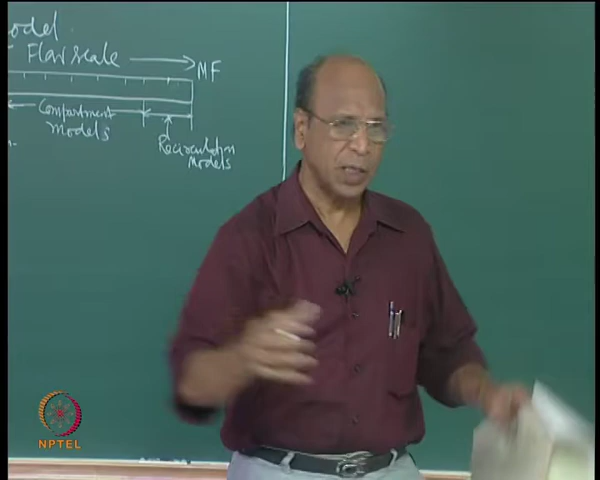 odel.
Flow scale → MF
Compartment
Models
Recirculation
Models
NPTEL